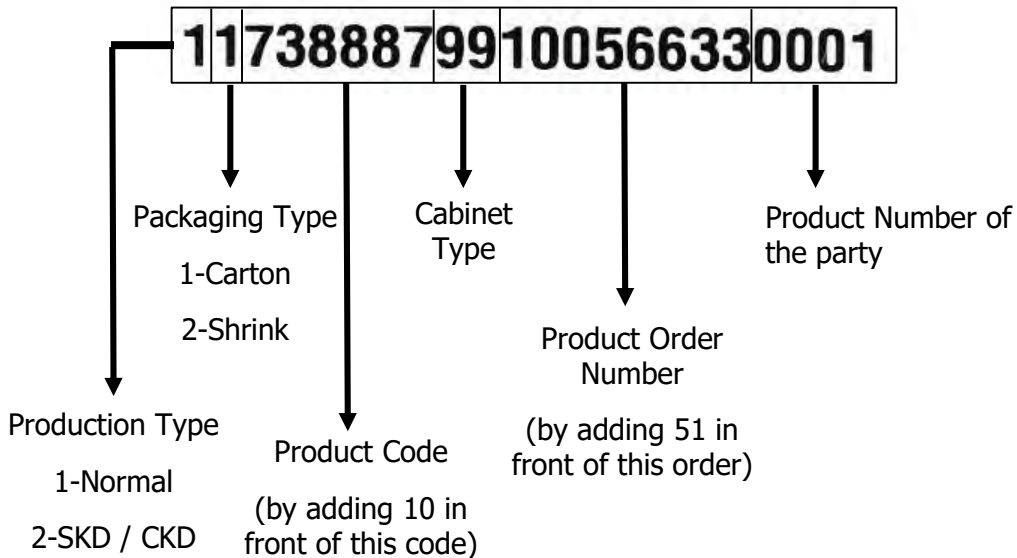 1173888799100566330001
Packaging Type
1-Carton
2-Shrink
Cabinet
Type
Product Number of
the party
Production Type
1-Normal
2-SKD / CKD
Product Code
(by adding 10 in
front of this code)
Product Order
Number
(by adding 51 in
front of this order)